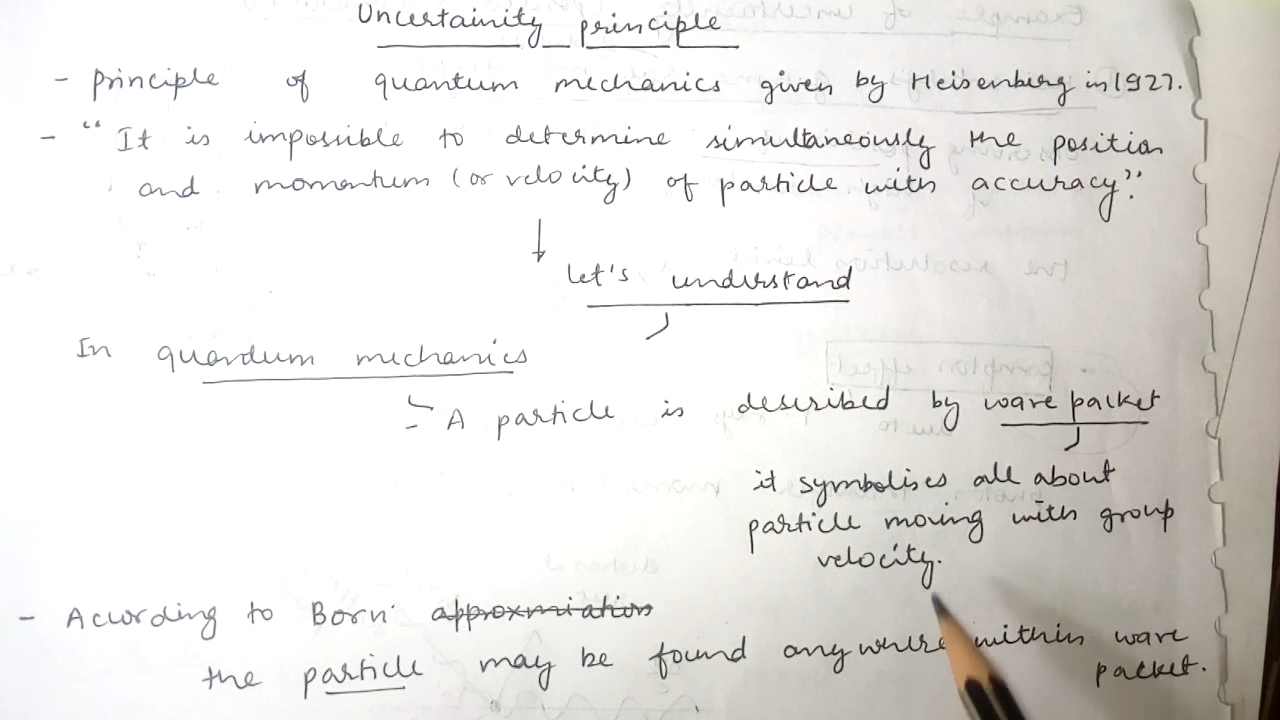 Uncertainity principle
- principle of quantum mechanics given by Heisenberg in 1927.
- "It is impossible to determine simultaneously the position
and momentum (or velocity) of particle with accuracy".
let's understand
In quandum mechanics
A particle is described by wave packet
it symbolises all about
particle moving with group
velocity.
- According to Born approxmiation
the particle may be found anywhere within wave
packet.